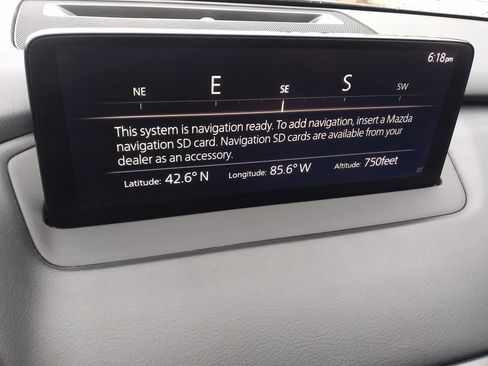 6:18pm
NE E SE S SW
This system is navigation ready. To add navigation, insert a Mazda
navigation SD card. Navigation SD cards are available from your
dealer as an accessory.
Latitude: 42.6° N Longitude: 85.6° W Altitude: 750feet